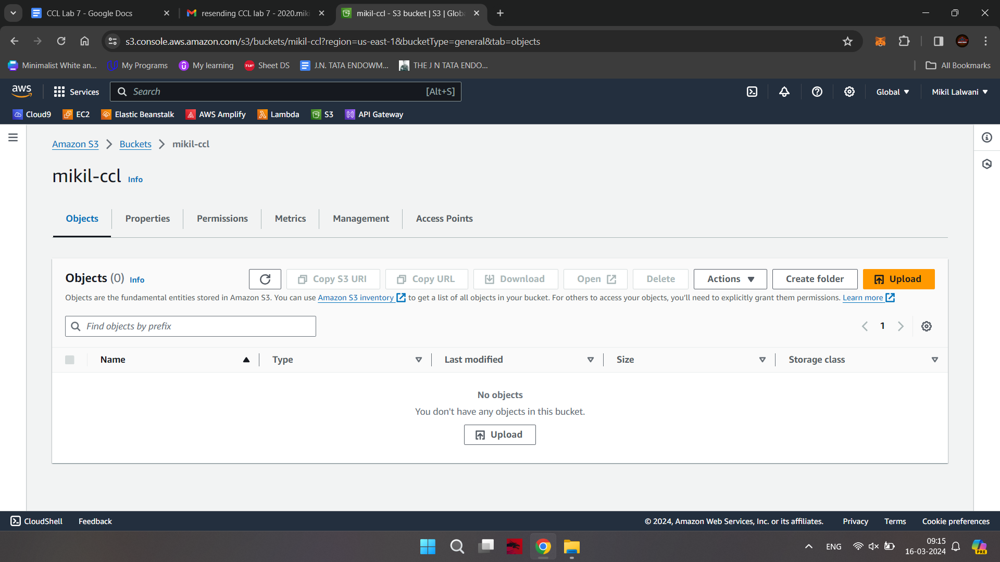 CCL Lab 7 - Google Docs
resending CCL lab 7 - 2020.miki
mikil-ccl - S3 bucket | S3 | Globa
s3.console.aws.amazon.com/s3/buckets/mikil-ccl?region=us-east-1&bucketType=general&tab=objects
Minimalist White an...
My Programs
My learning
TUF Sheet DS
J.N. TATA ENDOWM...
THE J N TATA ENDO...
All Bookmarks
aws
Services
Search
[Alt+S]
Global
Mikil Lalwani
Cloud9
EC2
Elastic Beanstalk
AWS Amplify
Lambda
S3
API Gateway
Amazon S3 > Buckets > mikil-ccl
mikil-ccl Info
Objects
Properties
Permissions
Metrics
Management
Access Points
Objects (0) Info
Copy S3 URI
Copy URL
Download
Open
Delete
Actions
Create folder
Upload
Objects are the fundamental entities stored in Amazon S3. You can use Amazon S3 inventory to get a list of all objects in your bucket. For others to access your objects, you'll need to explicitly grant them permissions. Learn more
Find objects by prefix
1
Name
Type
Last modified
Size
Storage class
No objects
You don't have any objects in this bucket.
Upload
CloudShell
Feedback
© 2024, Amazon Web Services, Inc. or its affiliates.
Privacy
Terms
Cookie preferences
ENG
09:15
16-03-2024
PRE